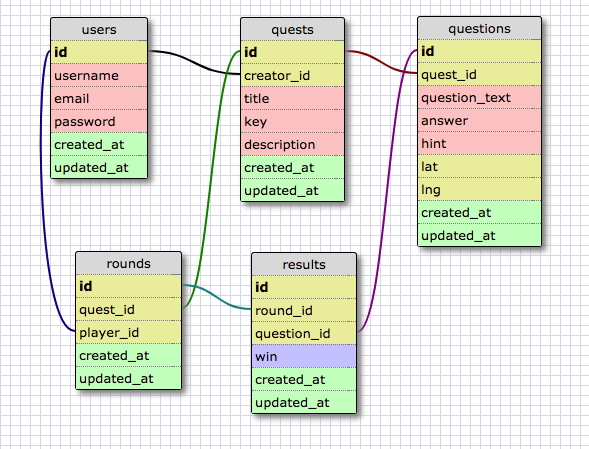 users
id
username
email
password
created_at
updated_at
quests
id
creator_id
title
key
description
created_at
updated_at
questions
id
quest_id
question_text
answer
hint
lat
lng
created_at
updated_at
rounds
id
quest_id
player_id
created_at
updated_at
results
id
round_id
question_id
win
created_at
updated_at